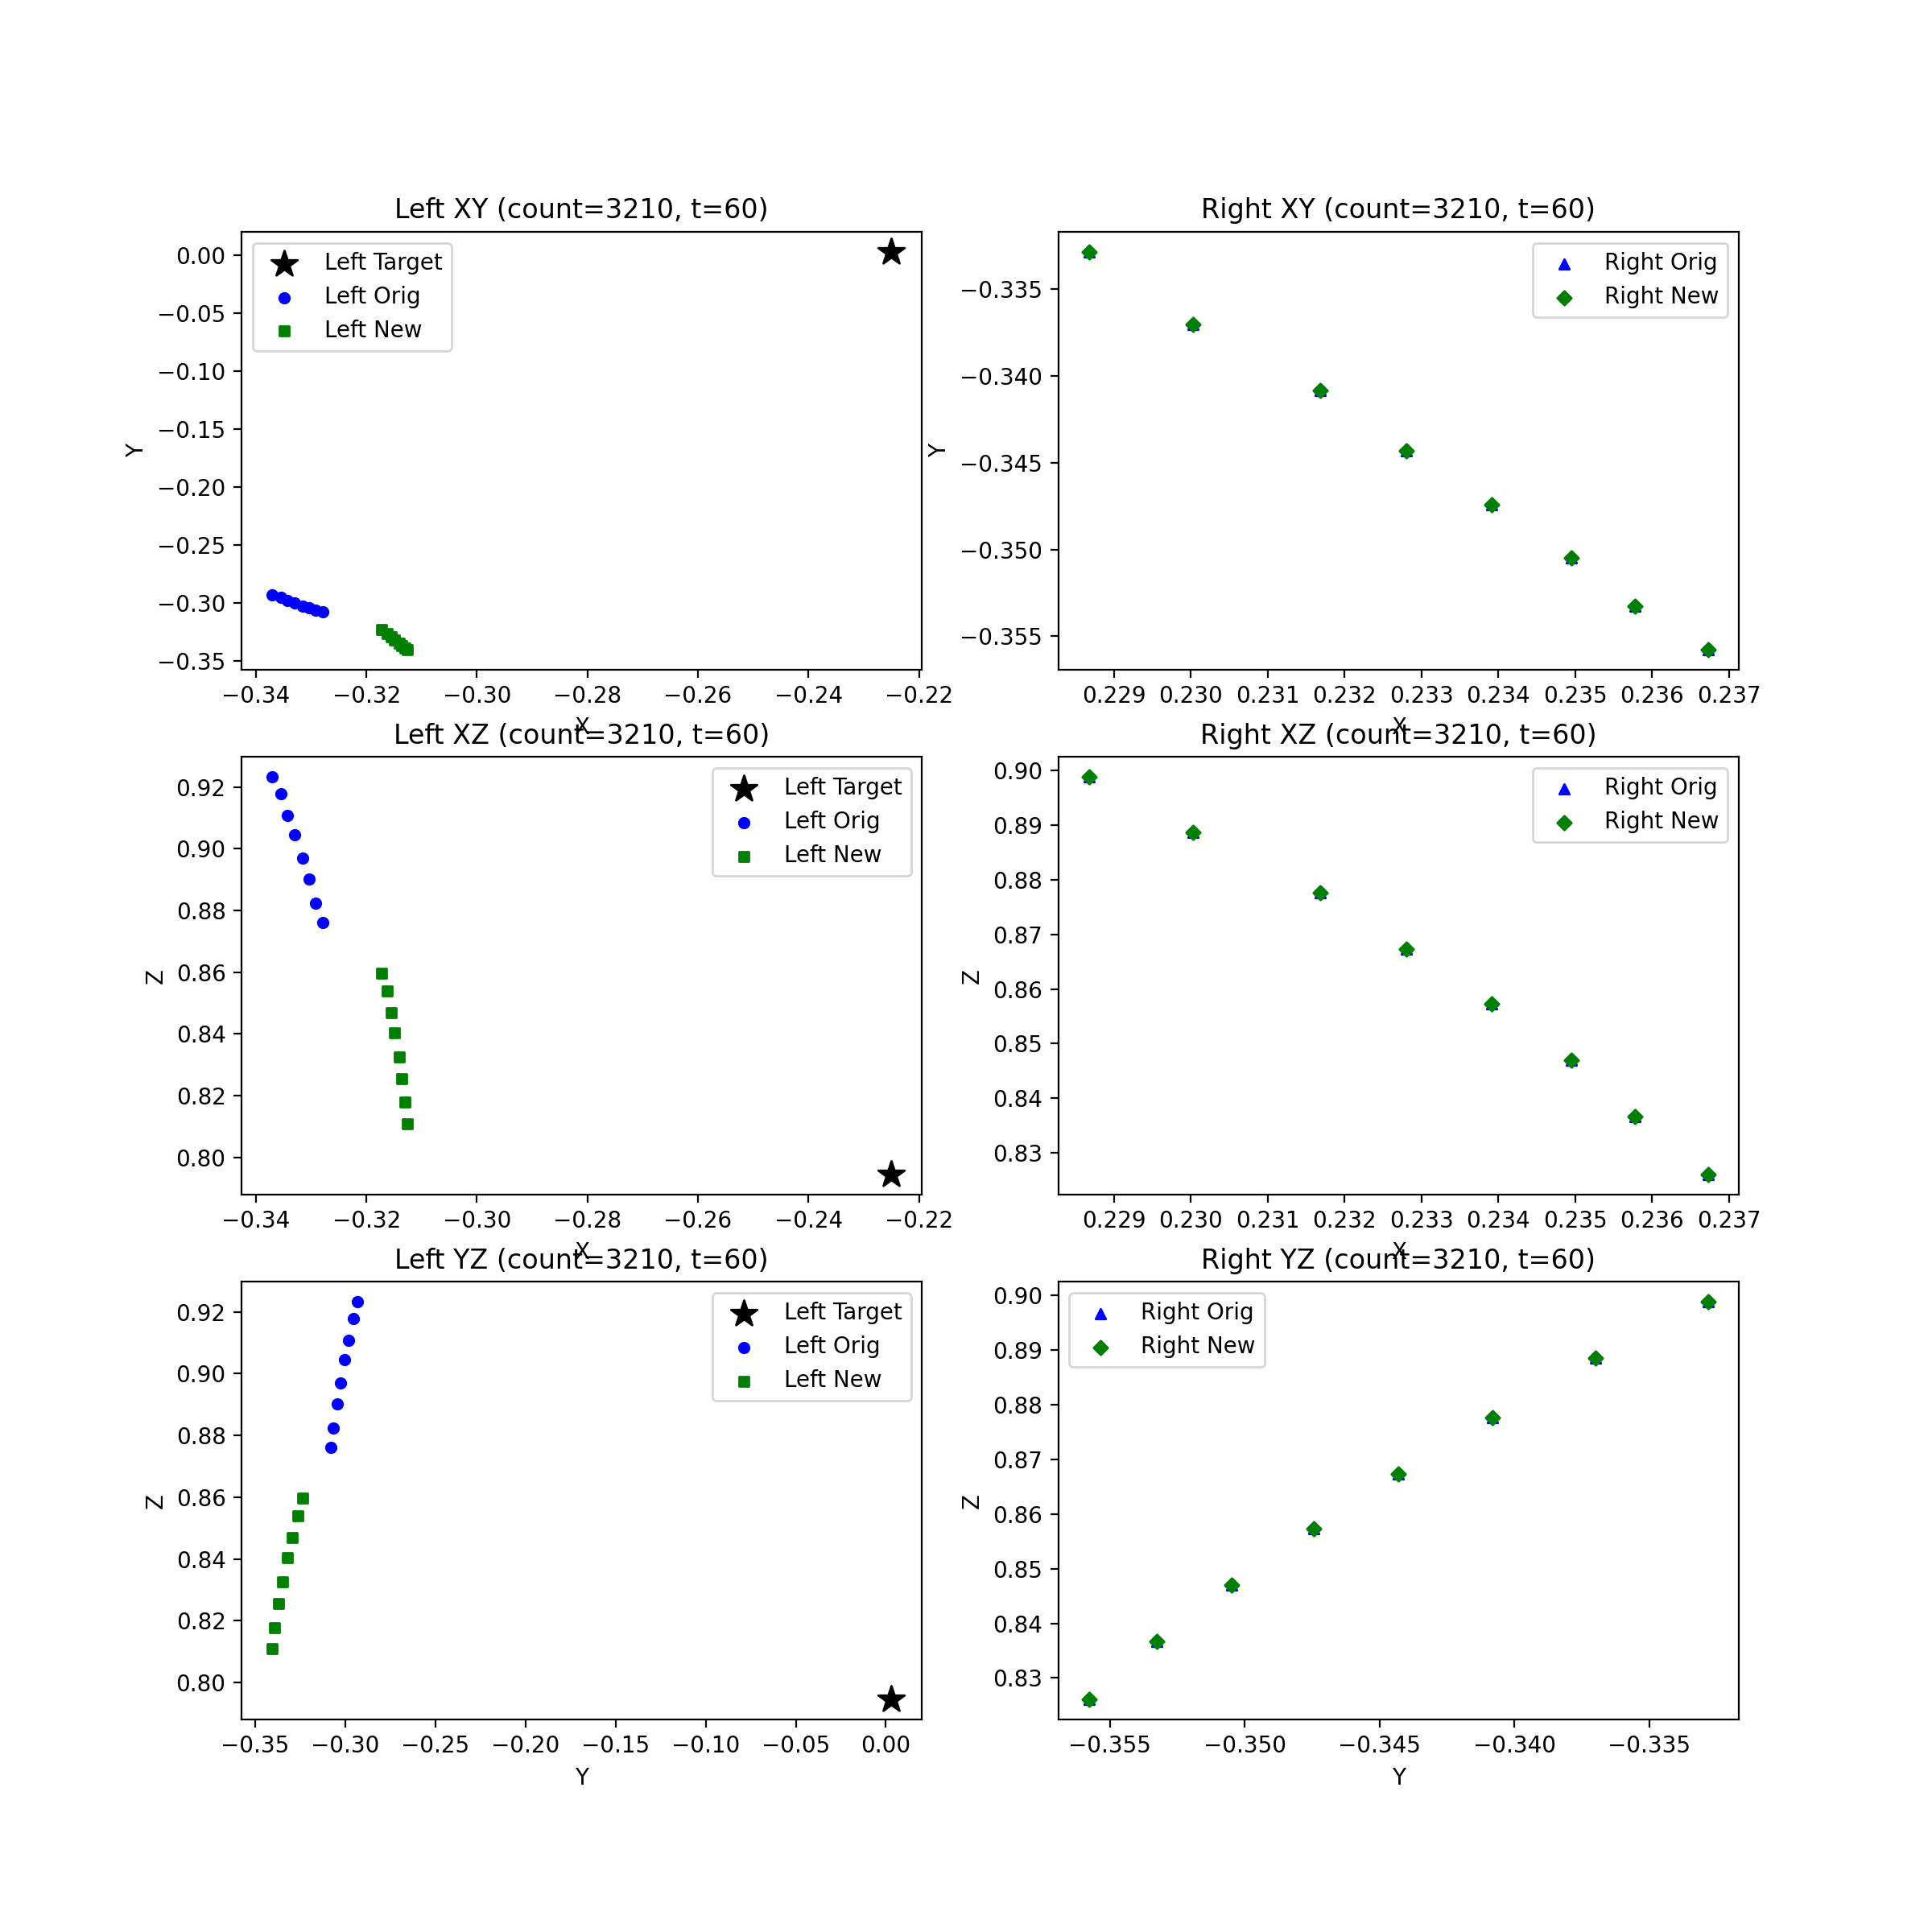 Left XY (count=3210, t=60)
Left Target
Left Orig
Left New
Y
0.00
−0.05
−0.10
−0.15
−0.20
−0.25
−0.30
−0.35
−0.34 −0.32 −0.30 −0.28 −0.26 −0.24 −0.22
X
Right XY (count=3210, t=60)
Right Orig
Right New
Y
−0.335
−0.340
−0.345
−0.350
−0.355
0.229 0.230 0.231 0.232 0.233 0.234 0.235 0.236 0.237
X
Left XZ (count=3210, t=60)
Left Target
Left Orig
Left New
Z
0.92
0.90
0.88
0.86
0.84
0.82
0.80
−0.34 −0.32 −0.30 −0.28 −0.26 −0.24 −0.22
X
Right XZ (count=3210, t=60)
Right Orig
Right New
Z
0.90
0.89
0.88
0.87
0.86
0.85
0.84
0.83
0.229 0.230 0.231 0.232 0.233 0.234 0.235 0.236 0.237
X
Left YZ (count=3210, t=60)
Left Target
Left Orig
Left New
Z
0.92
0.90
0.88
0.86
0.84
0.82
0.80
−0.35 −0.30 −0.25 −0.20 −0.15 −0.10 −0.05 0.00
Y
Right YZ (count=3210, t=60)
Right Orig
Right New
Z
0.90
0.89
0.88
0.87
0.86
0.85
0.84
0.83
−0.355 −0.350 −0.345 −0.340 −0.335
Y